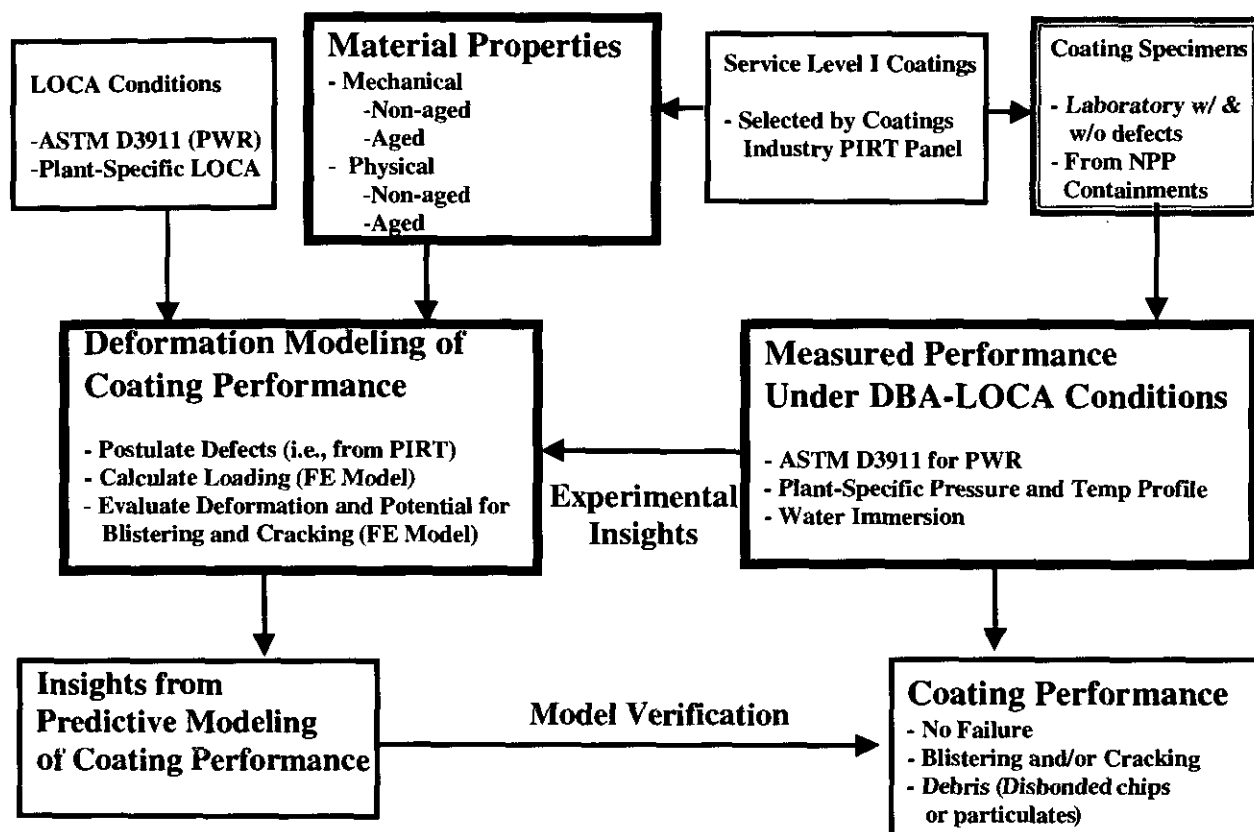 LOCA Conditions
-ASTM D3911 (PWR)
-Plant-Specific LOCA
Material Properties
- Mechanical
-Non-aged
-Aged
- Physical
-Non-aged
-Aged
Service Level I Coatings
- Selected by Coatings
Industry PIRT Panel
Coating Specimens
- Laboratory w/ &
w/o defects
- From NPP
Containments
Deformation Modeling of
Coating Performance
- Postulate Defects (i.e., from PIRT)
- Calculate Loading (FE Model)
- Evaluate Deformation and Potential for
Blistering and Cracking (FE Model)
Experimental
Insights
Measured Performance
Under DBA-LOCA Conditions
- ASTM D3911 for PWR
- Plant-Specific Pressure and Temp Profile
- Water Immersion
Insights from
Predictive Modeling
of Coating Performance
Model Verification
Coating Performance
- No Failure
- Blistering and/or Cracking
- Debris (Disbonded chips
or particulates)